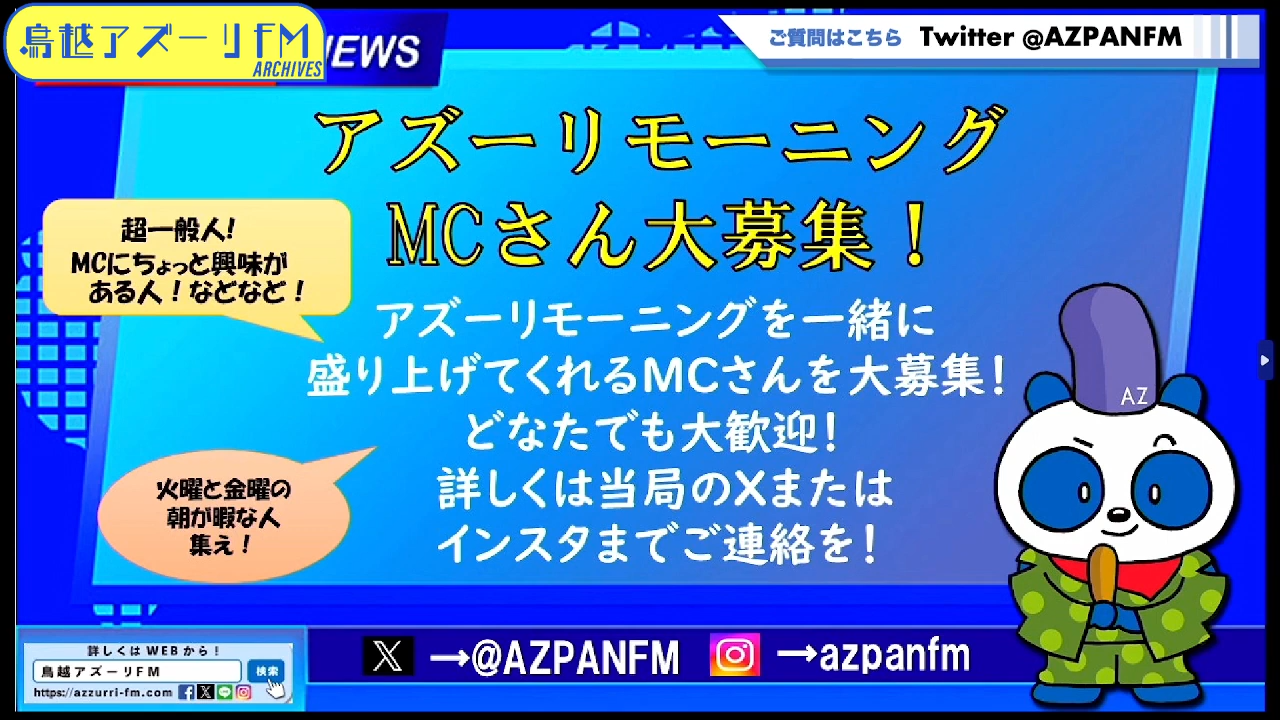 鳥越アズーリFM
ARCHIVES
NEWS
ご質問はこちら Twitter @AZPANFM
アズーリモーニング
MCさん大募集！
超一般人!
MCにちょっと興味が
ある人！などなど！
アズーリモーニングを一緒に
盛り上げてくれるMCさんを大募集!
どなたでも大歓迎!
詳しくは当局のXまたは
インスタまでご連絡を!
火曜と金曜の
朝が暇な人
集え！
AZ
詳しくはWEBから！
鳥越アズーリFM 検索
https://azzurri-fm.com
→@AZPANFM
→azpanfm